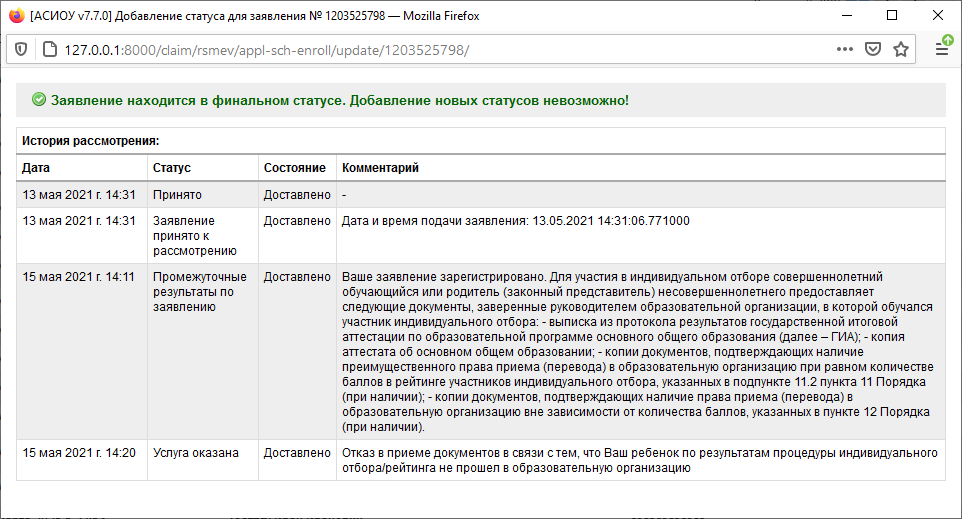 [АСИОУ v7.7.0] Добавление статуса для заявления № 1203525798 — Mozilla Firefox
127.0.0.1:8000/claim/rsmev/appl-sch-enroll/update/1203525798/
Заявление находится в финальном статусе. Добавление новых статусов невозможно!
История рассмотрения:
Дата Статус Состояние Комментарий
13 мая 2021 г. 14:31 Принято Доставлено -
13 мая 2021 г. 14:31 Заявление Доставлено Дата и время подачи заявления: 13.05.2021 14:31:06.771000
принято к
рассмотрению
15 мая 2021 г. 14:11 Промежуточные Доставлено Ваше заявление зарегистрировано. Для участия в индивидуальном отборе совершеннолетний
результаты по обучающийся или родитель (законный представитель) несовершеннолетнего предоставляет
заявлению следующие документы, заверенные руководителем образовательной организации, в которой обучался
участник индивидуального отбора: - выписка из протокола результатов государственной итоговой
аттестации по образовательной программе основного общего образования (далее – ГИА); - копия
аттестата об основном общем образовании; - копии документов, подтверждающих наличие
преимущественного права приема (перевода) в образовательную организацию при равном количестве
баллов в рейтинге участников индивидуального отбора, указанных в подпункте 11.2 пункта 11 Порядка
(при наличии); - копии документов, подтверждающих наличие права приема (перевода) в
образовательную организацию вне зависимости от количества баллов, указанных в пункте 12 Порядка
(при наличии).
15 мая 2021 г. 14:20 Услуга оказана Доставлено Отказ в приеме документов в связи с тем, что Ваш ребенок по результатам процедуры индивидуального
отбора/рейтинга не прошел в образовательную организацию